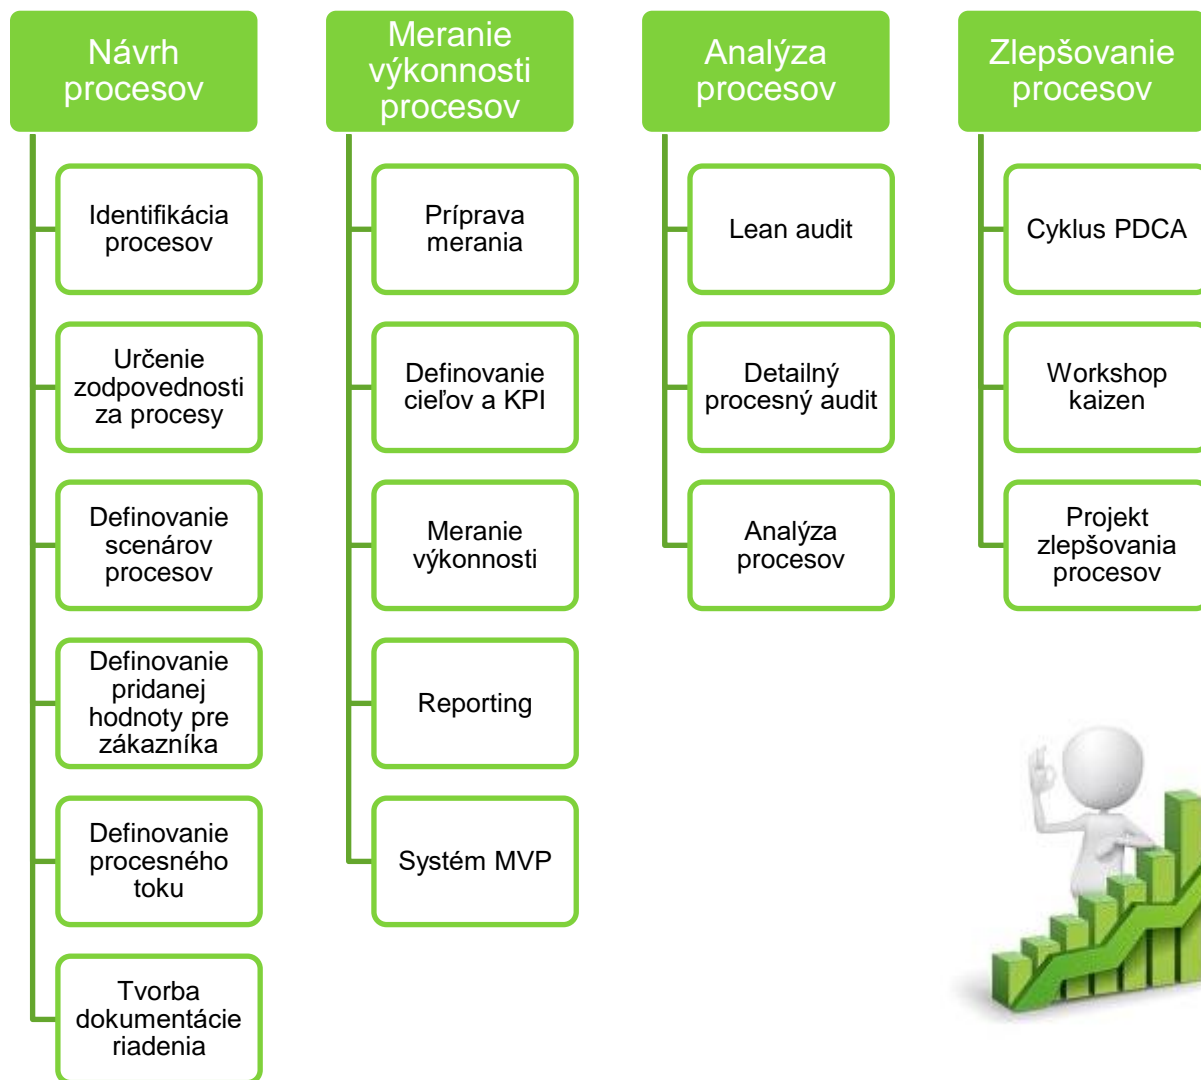 Návrh
procesov
Identifikácia
procesov
Určenie
zodpovednosti
za procesy
Definovanie
scenárov
procesov
Definovanie
pridanej
hodnoty pre
zákazníka
Definovanie
procesného
toku
Tvorba
dokumentácie
riadenia
Meranie
výkonnosti
procesov
Príprava
merania
Definovanie
cieľov a KPI
Meranie
výkonnosti
Reporting
Systém MVP
Analýza
procesov
Lean audit
Detailný
procesný audit
Analýza
procesov
Zlepšovanie
procesov
Cyklus PDCA
Workshop
kaizen
Projekt
zlepšovania
procesov